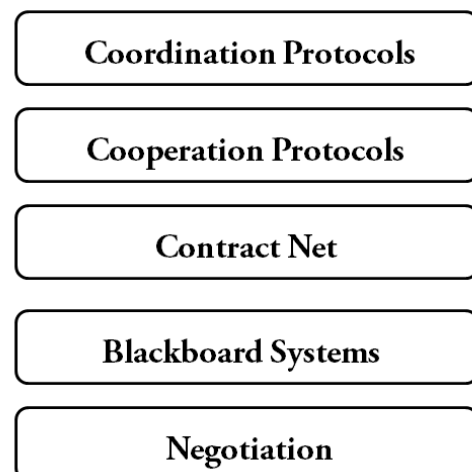 Coordination Protocols
Cooperation Protocols
Contract Net
Blackboard Systems
Negotiation